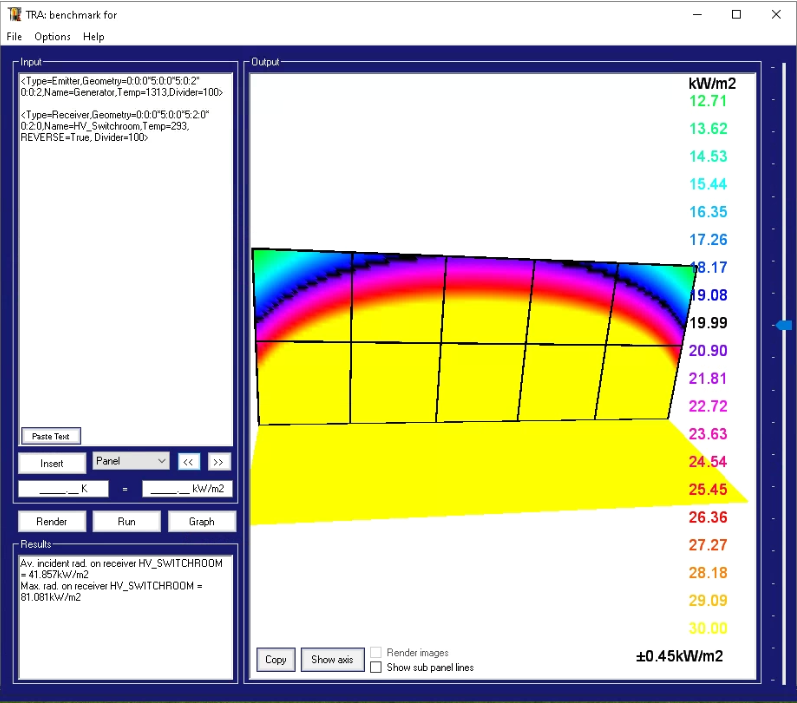 TRA: benchmark for
File Options Help
Input
<Type=Emitter,Geometry=0:0:0"5:0:0"5:0:2"
0:0:2,Name=Generator,Temp=1313,Divider=100>
<Type=Receiver,Geometry=0:0:0"5:0:0"5:2:0"
0:2:0,Name=HV_Switchroom,Temp=293,
REVERSE=True, Divider=100>
Paste Text
Insert Panel << >>
_____.__ K = _____.__ kW/m2
Render Run Graph
Results
Av. incident rad. on receiver HV_SWITCHROOM
= 41.857kW/m2
Max. rad. on receiver HV_SWITCHROOM =
81.081kW/m2
Output
kW/m2
12.71
13.62
14.53
15.44
16.35
17.26
18.17
19.08
19.99
20.90
21.81
22.72
23.63
24.54
25.45
26.36
27.27
28.18
29.09
30.00
±0.45kW/m2
Copy Show axis
Render images
Show sub panel lines